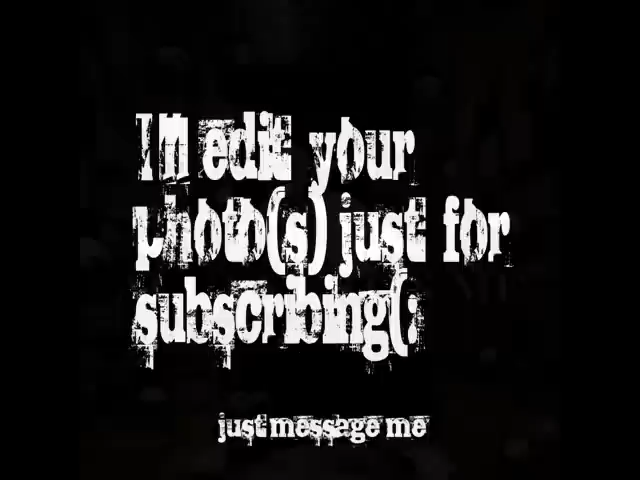 I'll edit your
photo(s) just for
subscribing(:
just message me